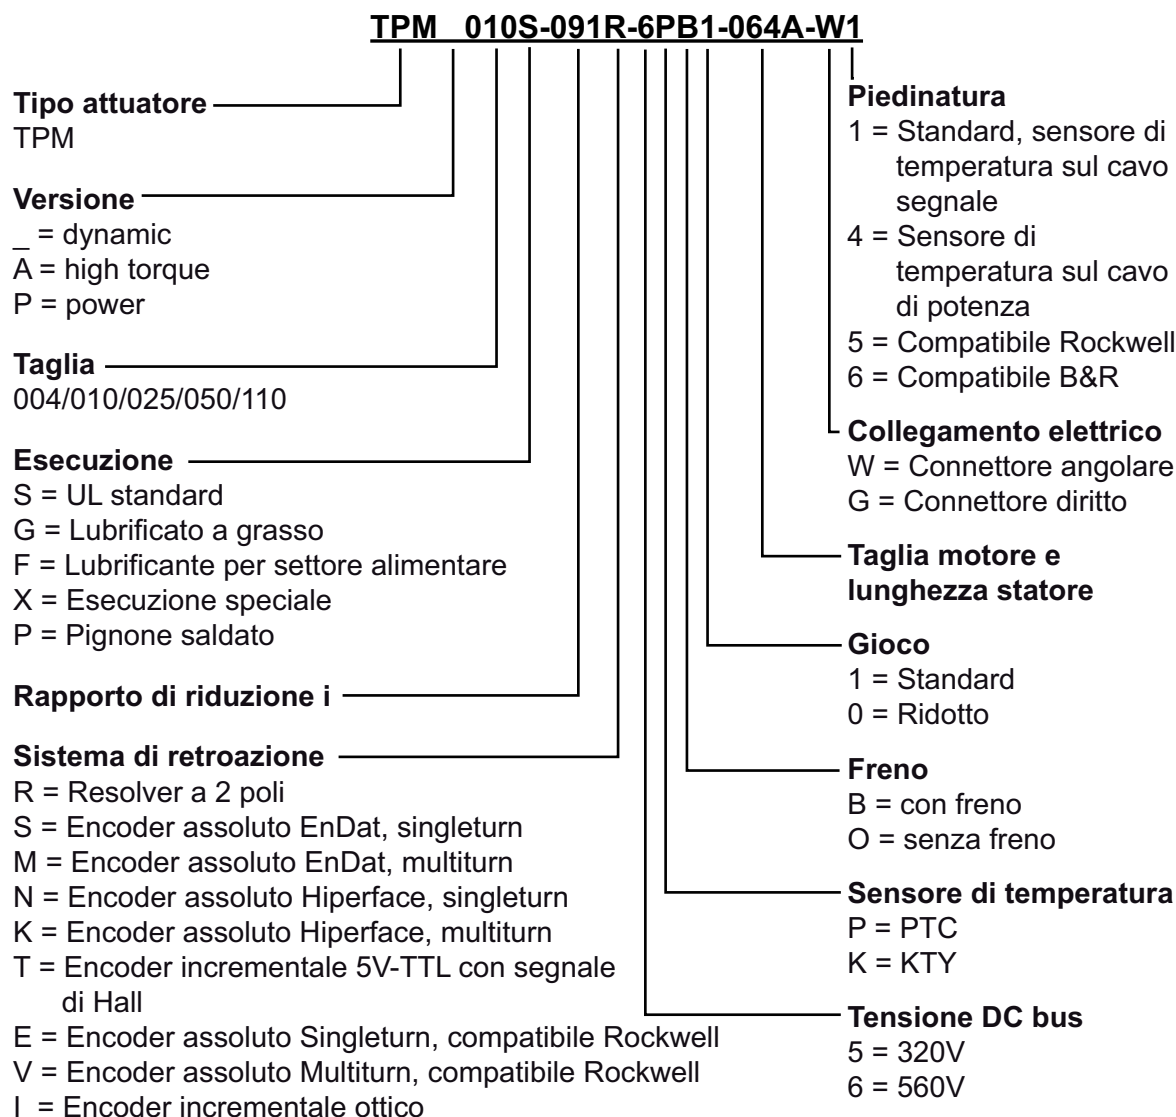 TPM_010S-091R-6PB1-064A-W1
Tipo attuatore
TPM
Versione
_ = dynamic
A = high torque
P = power
Taglia
004/010/025/050/110
Esecuzione
S = UL standard
G = Lubrificato a grasso
F = Lubrificante per settore alimentare
X = Esecuzione speciale
P = Pignone saldato
Rapporto di riduzione i
Sistema di retroazione
R = Resolver a 2 poli
S = Encoder assoluto EnDat, singleturn
M = Encoder assoluto EnDat, multiturn
N = Encoder assoluto Hiperface, singleturn
K = Encoder assoluto Hiperface, multiturn
T = Encoder incrementale 5V-TTL con segnale
di Hall
E = Encoder assoluto Singleturn, compatibile Rockwell
V = Encoder assoluto Multiturn, compatibile Rockwell
I = Encoder incrementale ottico
Piedinatura
1 = Standard, sensore di
temperatura sul cavo
segnale
4 = Sensore di
temperatura sul cavo
di potenza
5 = Compatibile Rockwell
6 = Compatibile B&R
Collegamento elettrico
W = Connettore angolare
G = Connettore diritto
Taglia motore e
lunghezza statore
Gioco
1 = Standard
0 = Ridotto
Freno
B = con freno
O = senza freno
Sensore di temperatura
P = PTC
K = KTY
Tensione DC bus
5 = 320V
6 = 560V